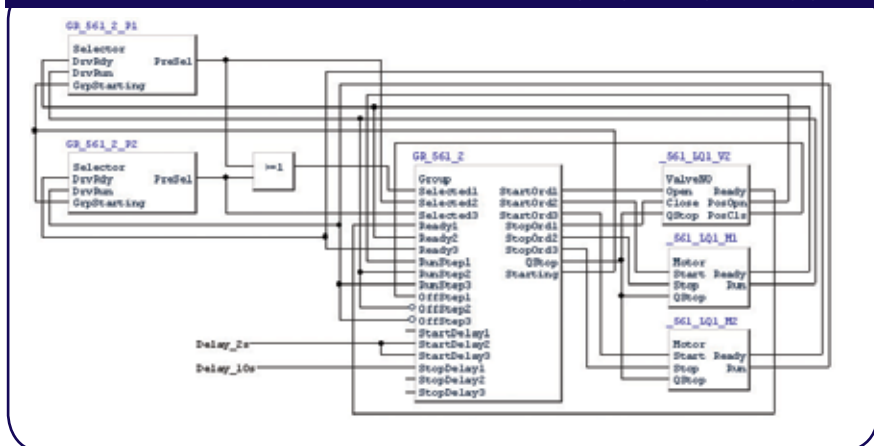 GR_561_2_P1
Selector
DrvRdy PreSel
DrvRun
GrpStarting
GR_561_2_P2
Selector
DrvRdy PreSel
DrvRun
GrpStarting
>=1
GR_561_2
Group
Selected1 StartOrd1
Selected2 StartOrd2
Selected3 StartOrd3
Ready1 StopOrd1
Ready2 StopOrd2
Ready3 StopOrd3
RunStep1 QStop
RunStep2 Starting
RunStep3
OffStep1
OffStep2
OffStep3
StartDelay1
StartDelay2
StartDelay3
StopDelay1
StopDelay2
StopDelay3
Delay_2s
Delay_10s
_561_LQ1_V2
ValveNO
Open Ready
Close PosOpn
QStop PosCls
_561_LQ1_M1
Motor
Start Ready
Stop Run
QStop
_561_LQ1_M2
Motor
Start Ready
Stop Run
QStop